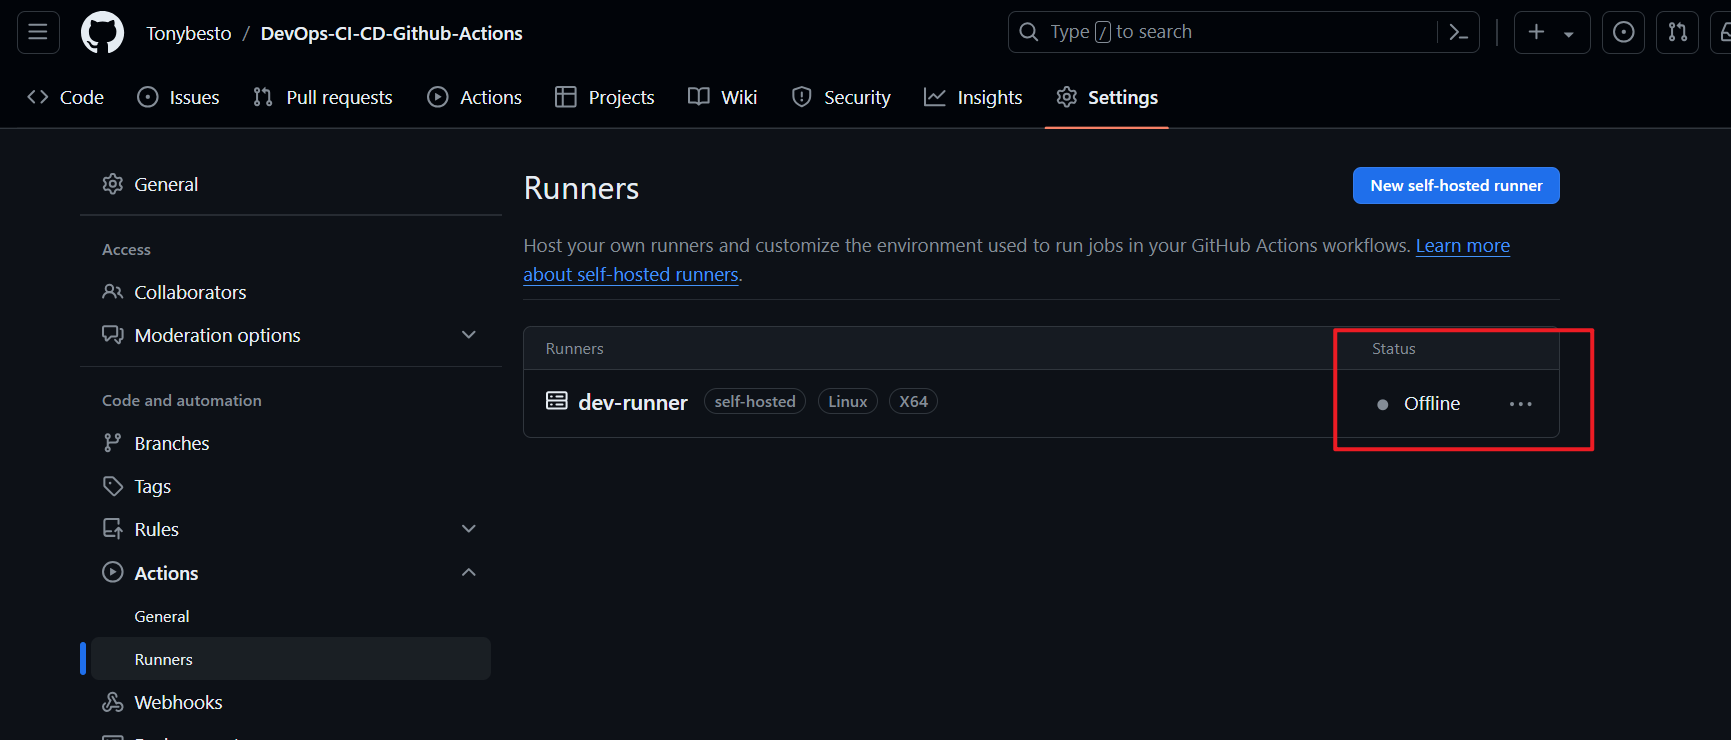 Tonybesto / DevOps-CI-CD-Github-Actions
Type / to search
Code
Issues
Pull requests
Actions
Projects
Wiki
Security
Insights
Settings
General
Access
Collaborators
Moderation options
Code and automation
Branches
Tags
Rules
Actions
General
Runners
Webhooks
Runners
New self-hosted runner
Host your own runners and customize the environment used to run jobs in your GitHub Actions workflows. Learn more
about self-hosted runners.
Runners
Status
dev-runner
self-hosted
Linux
X64
Offline